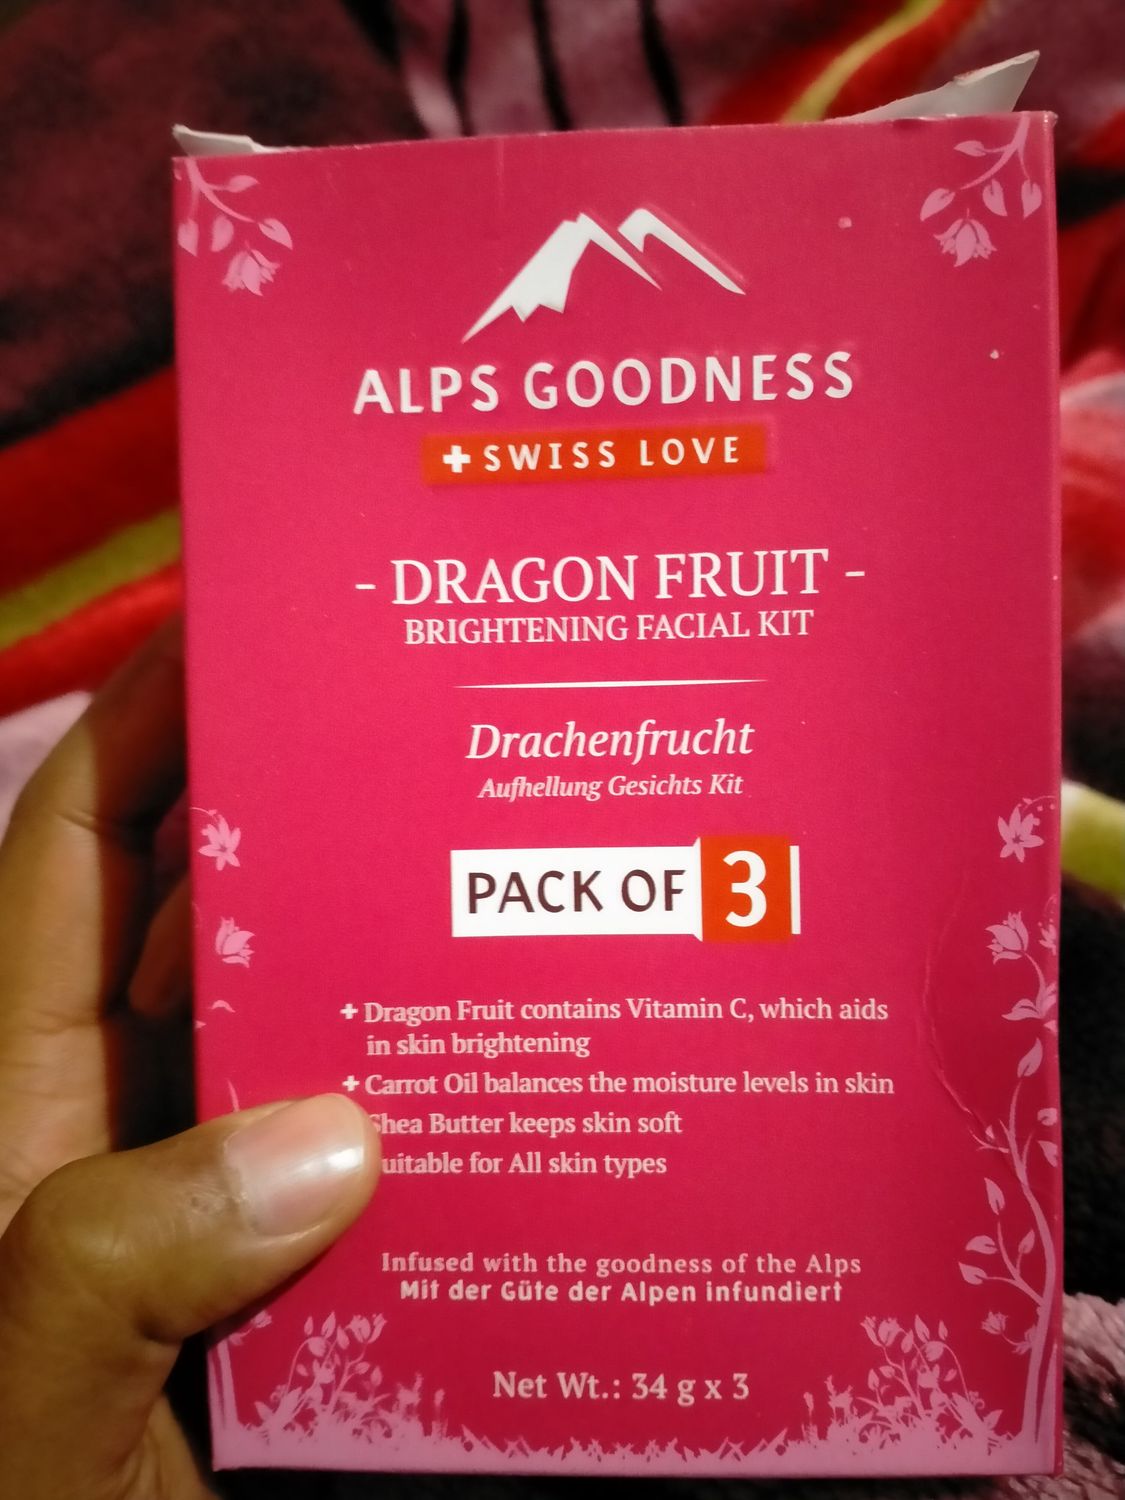 ALPS GOODNESS
+SWISS LOVE
- DRAGON FRUIT -
BRIGHTENING FACIAL KIT
Drachenfrucht
Aufhellung Gesichts Kit
PACK OF 3
+ Dragon Fruit contains Vitamin C, which aids
in skin brightening
+ Carrot Oil balances the moisture levels in skin
Shea Butter keeps skin soft
uitable for All skin types
Infused with the goodness of the Alps
Mit der Güte der Alpen infundiert
Net Wt.: 34 g x 3